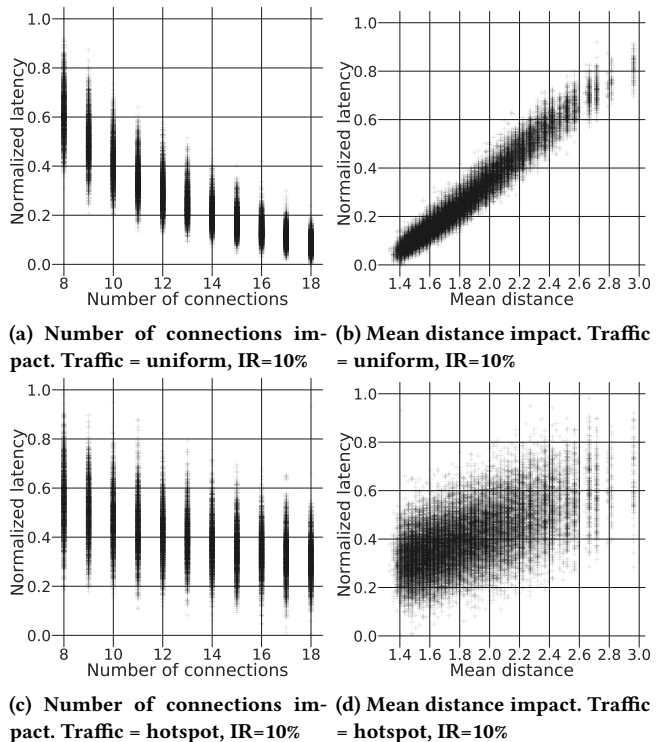 1.0
0.8
0.6
0.4
0.2
0.0
Normalized latency
8 10 12 14 16 18
Number of connections
1.0
0.8
0.6
0.4
0.2
0.0
Normalized latency
1.4 1.6 1.8 2.0 2.2 2.4 2.6 2.8 3.0
Mean distance
(a) Number of connections im-
pact. Traffic = uniform, IR=10%
(b) Mean distance impact. Traffic
= uniform, IR=10%
1.0
0.8
0.6
0.4
0.2
0.0
Normalized latency
8 10 12 14 16 18
Number of connections
1.0
0.8
0.6
0.4
0.2
0.0
Normalized latency
1.4 1.6 1.8 2.0 2.2 2.4 2.6 2.8 3.0
Mean distance
(c) Number of connections im-
pact. Traffic = hotspot, IR=10%
(d) Mean distance impact. Traffic
= hotspot, IR=10%